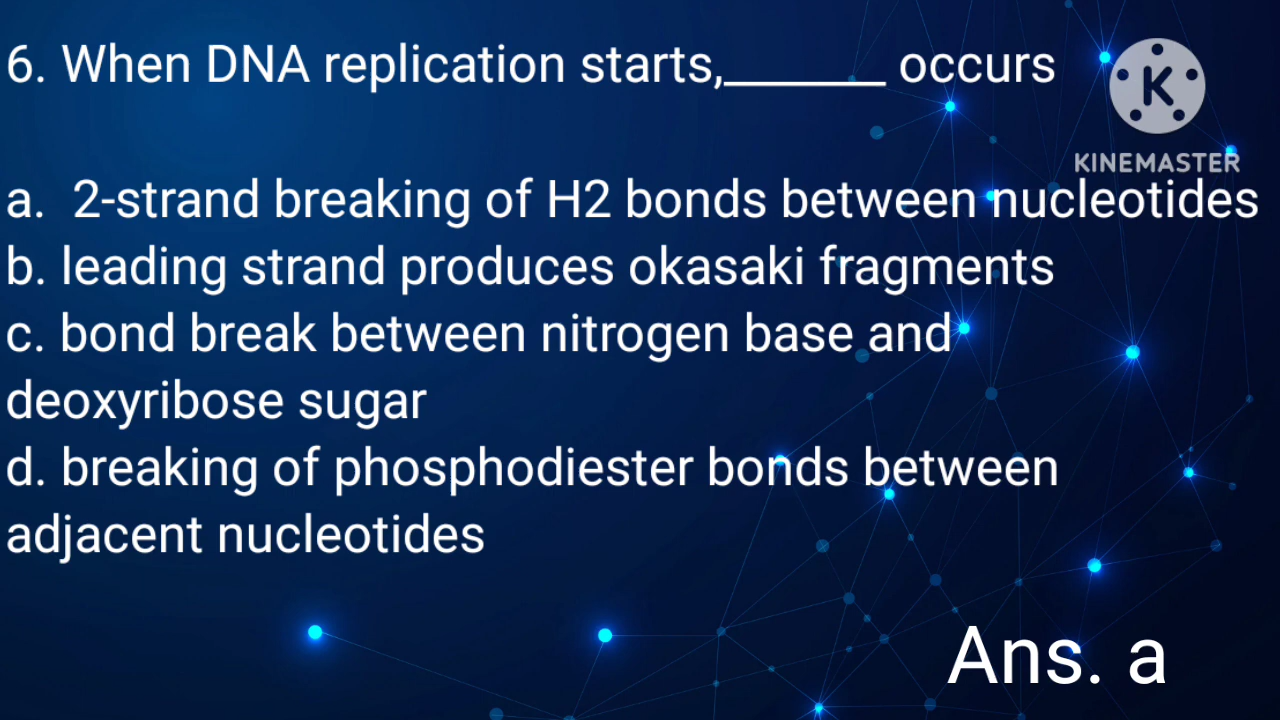 6. When DNA replication starts,_______ occurs
K
KINEMASTER
a.  2-strand breaking of H2 bonds between nucleotides
b. leading strand produces okasaki fragments
c. bond break between nitrogen base and
deoxyribose sugar
d. breaking of phosphodiester bonds between
adjacent nucleotides
Ans. a